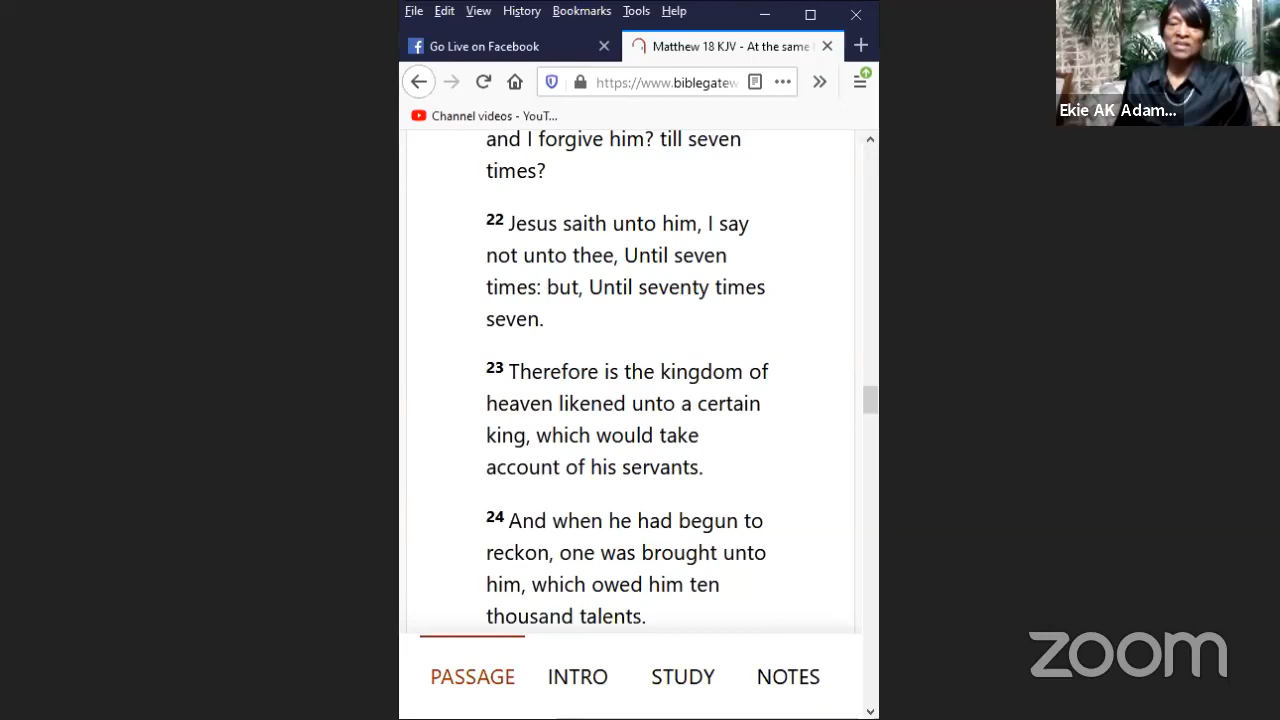 File Edit View History Bookmarks Tools Help
Go Live on Facebook
Matthew 18 KJV - At the same
https://www.biblegatew
Channel videos - YouT...
and I forgive him? till seven
times?
22 Jesus saith unto him, I say
not unto thee, Until seven
times: but, Until seventy times
seven.
23 Therefore is the kingdom of
heaven likened unto a certain
king, which would take
account of his servants.
24 And when he had begun to
reckon, one was brought unto
him, which owed him ten
thousand talents.
PASSAGE INTRO STUDY NOTES
Ekie AK Adam...
zoom